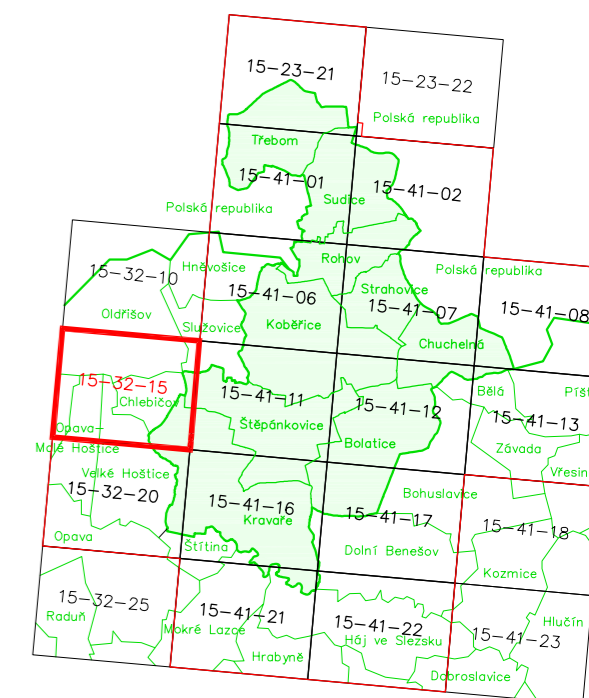 15-23-21
15-23-22
Polská republika
Třebom
15-41-01
15-41-02
Sudice
Polská republika
Rohov
Polská republika
Hněvošice
15-32-10
15-41-06
Strahovice
15-41-07
15-41-08
Oldřišov
Služovice
Kobeřice
Chuchelná
15-32-15
Chlebičov
15-41-11
15-41-12
Bělá
Píšť
15-41-13
Opava-
Malé Hoštice
Štěpánkovice
Bolatice
Závada
Velké Hoštice
Vřesin
15-32-20
15-41-16
Kravaře
Bohuslavice
15-41-17
15-41-18
Opava
Štítina
Dolní Benešov
Kozmice
15-32-25
Raduň
15-41-21
Mokré Lazce
15-41-22
Háj ve Slezsku
15-41-23
Hlučín
Hrabyně
Dobroslavice